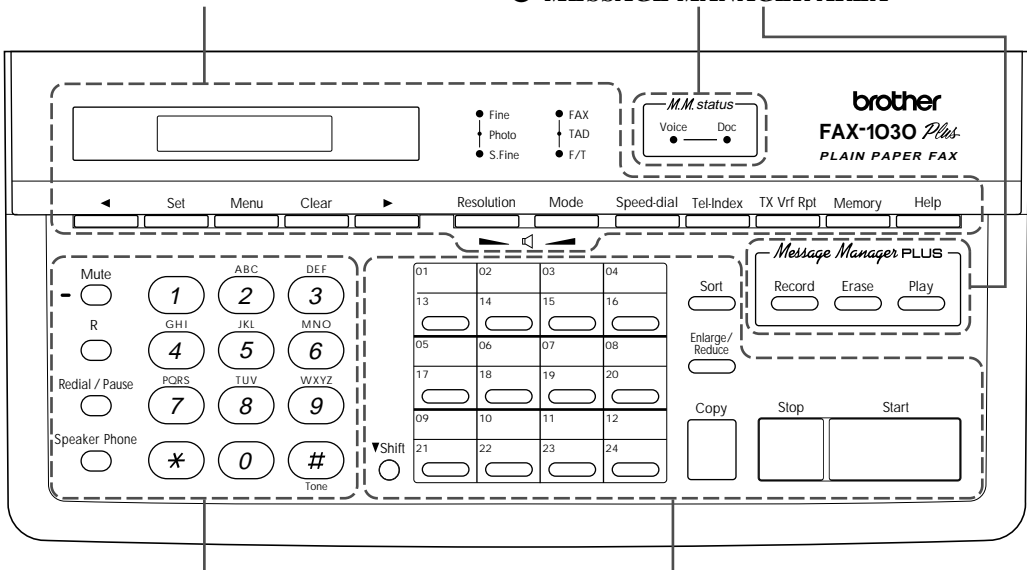 MESSAGE MANAGER AREA
M.M. status
Voice Doc
brother
FAX-1030 Plus
PLAIN PAPER FAX
Fine FAX
Photo TAD
S.Fine F/T
◄ Set Menu Clear ► Resolution Mode Speed-dial Tel-Index TX Vrf Rpt Memory Help
Message Manager PLUS
Record Erase Play
Mute
R
Redial / Pause
Speaker Phone
1 ABC 2 DEF 3
GHI 4 JKL 5 MNO 6
PQRS 7 TUV 8 WXYZ 9
* 0 #
Tone
01 02 03 04
13 14 15 16
05 06 07 08
17 18 19 20
09 10 11 12
▼Shift 21 22 23 24
Sort
Enlarge/
Reduce
Copy Stop Start